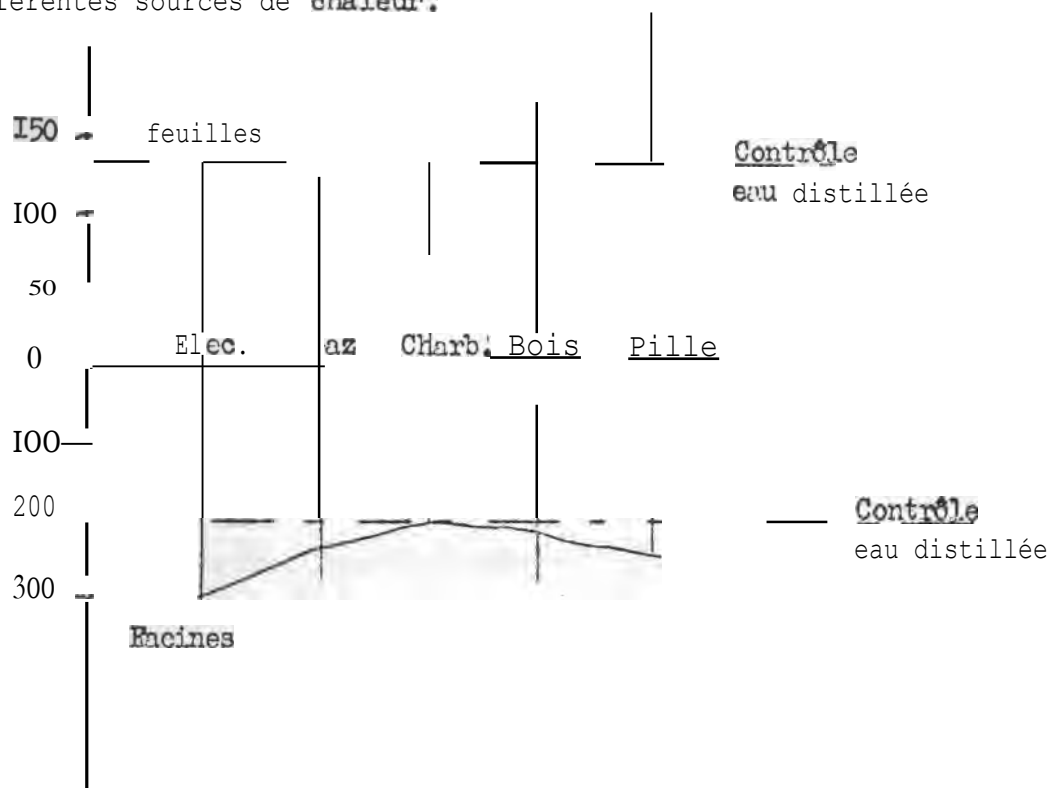 férentes sources de chaleur.
I50
feuilles
Contrôle
eau distillée
I00
50
Elec. az CHarb. Bois Pille
0
I00
200
Contrôle
eau distillée
300
Racines